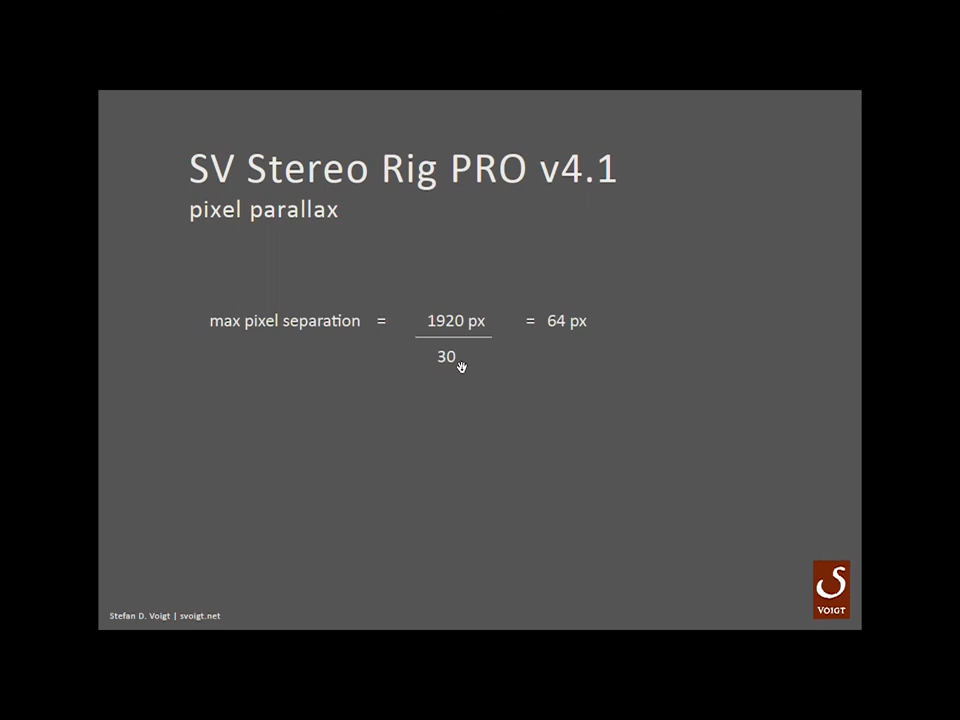 SV Stereo Rig PRO v4.1
pixel parallax
max pixel separation = 1920 px = 64 px
30
Stefan D. Voigt | svoigt.net
S
VOIGT